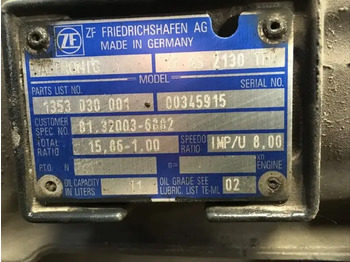 ZF FRIEDRICHSHAFEN AG
MADE IN GERMANY
2130
MODEL
PARTS LIST NO. SERIAL NO.
1353 030 001 00345915
CUSTOMER SPEC NO. 81.32003-6882
TOTAL RATIO 15,86-1,00 SPEEDO RATIO IMP/U 8,00
P.T.O. N ENGINE
OIL CAPACITY IN LITERS 11 OIL GRADE SEE LUBRIC. LIST TE-ML 02